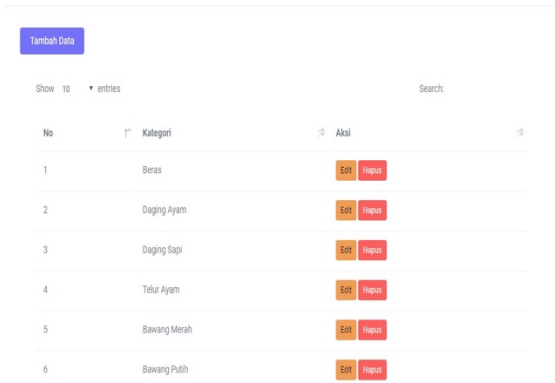 Tambah Data
Show 10 entries Search:
No Kategori Aksi
1 Beras Edit Hapus
2 Daging Ayam Edit Hapus
3 Daging Sapi Edit Hapus
4 Telur Ayam Edit Hapus
5 Bawang Merah Edit Hapus
6 Bawang Putih Edit Hapus